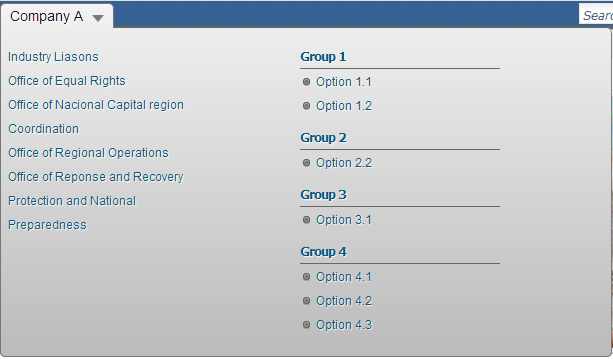 Company A
Searc
Industry Liasons
Office of Equal Rights
Office of Nacional Capital region
Coordination
Office of Regional Operations
Office of Reponse and Recovery
Protection and National
Preparedness
Group 1
Option 1.1
Option 1.2
Group 2
Option 2.2
Group 3
Option 3.1
Group 4
Option 4.1
Option 4.2
Option 4.3